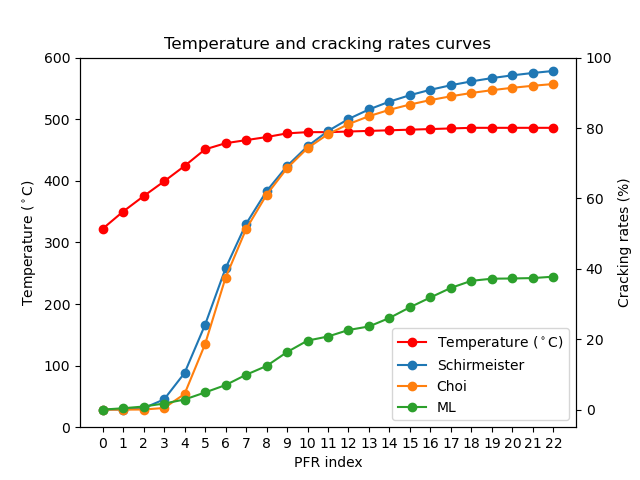 Temperature and cracking rates curves
600
500
400
300
200
100
0
Temperature (°C)
100
80
60
40
20
0
Cracking rates (%)
Temperature (°C)
Schirmeister
Choi
ML
0 1 2 3 4 5 6 7 8 9 10 11 12 13 14 15 16 17 18 19 20 21 22
PFR index